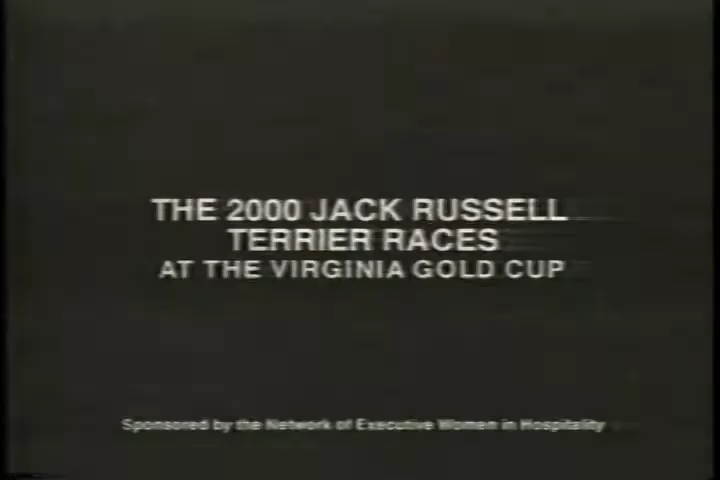 THE 2000 JACK RUSSELL
TERRIER RACES
AT THE VIRGINIA GOLD CUP
Sponsored by the Network of Executive Women in Hospitality